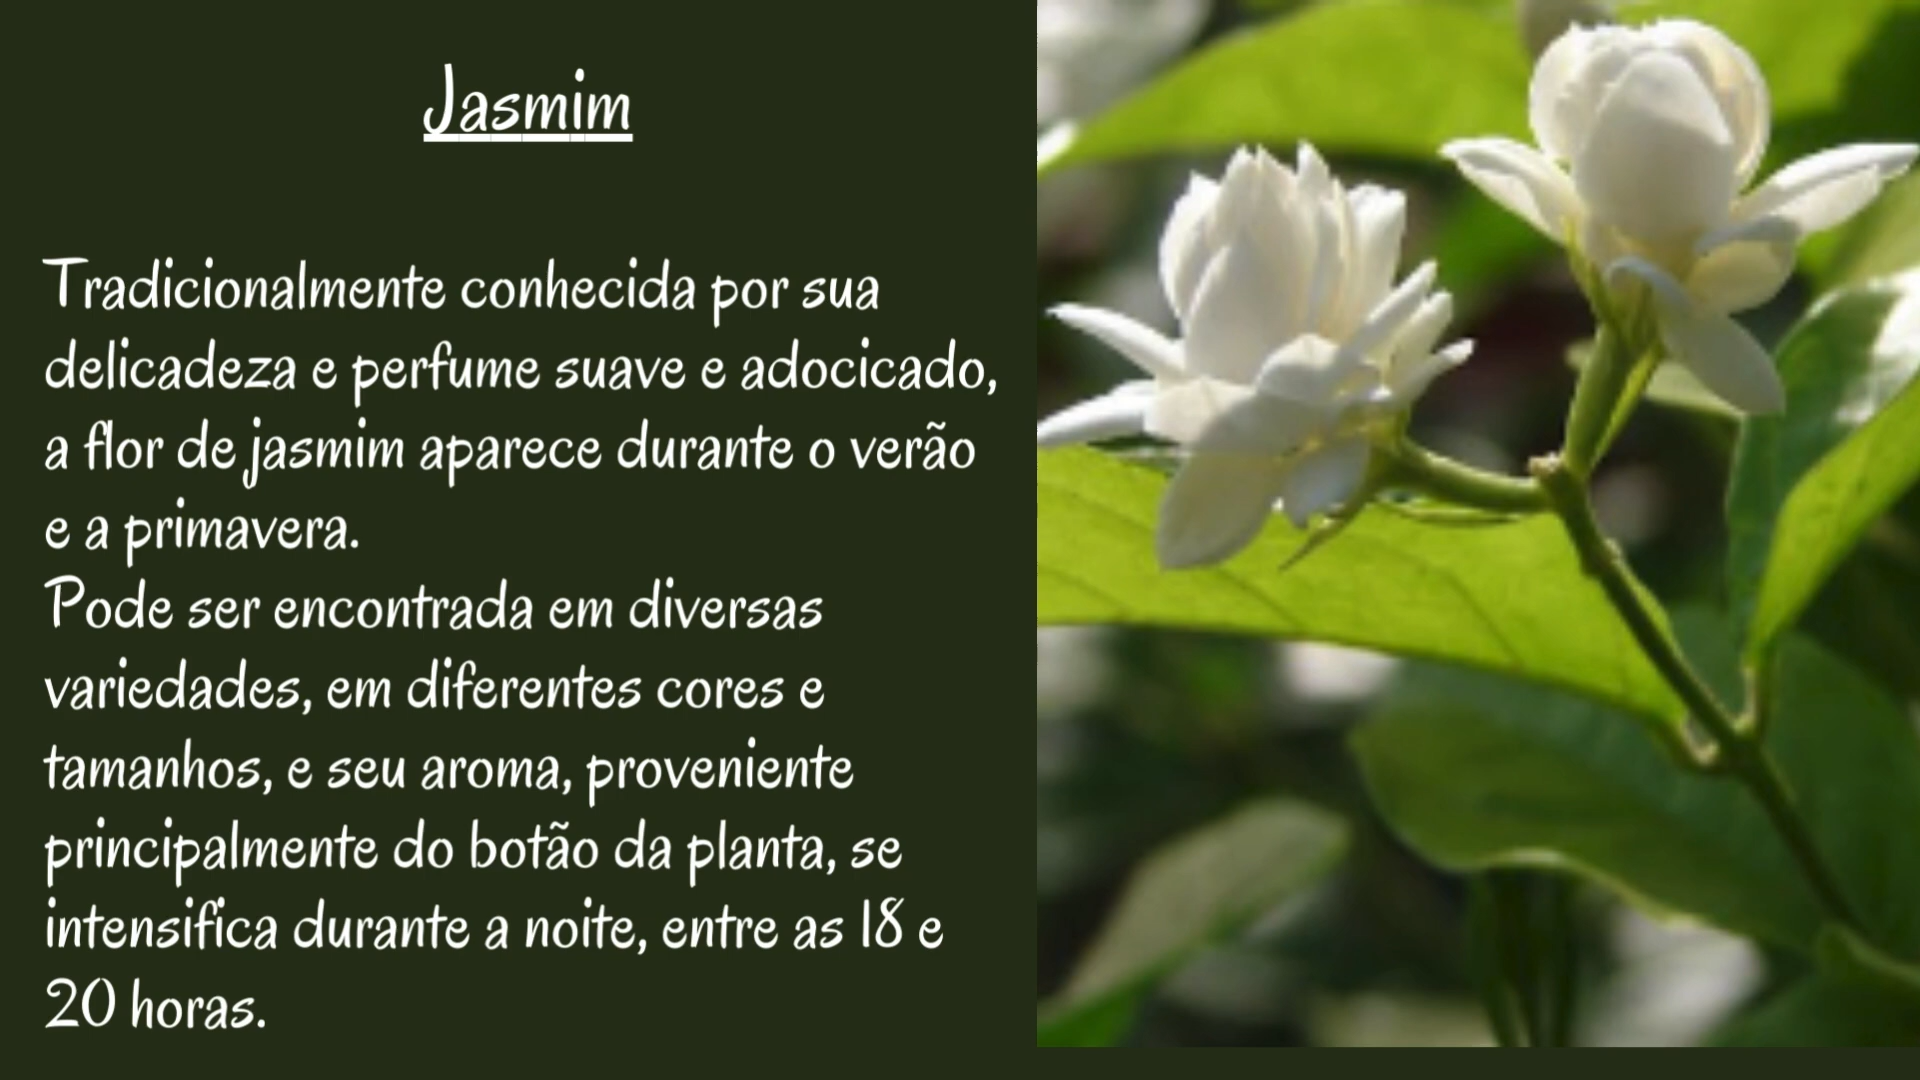 Jasmim
Tradicionalmente conhecida por sua
delicadeza e perfume suave e adocicado,
a flor de jasmim aparece durante o verão
e a primavera.
Pode ser encontrada em diversas
variedades, em diferentes cores e
tamanhos, e seu aroma, proveniente
principalmente do botão da planta, se
intensifica durante a noite, entre as 18 e
20 horas.